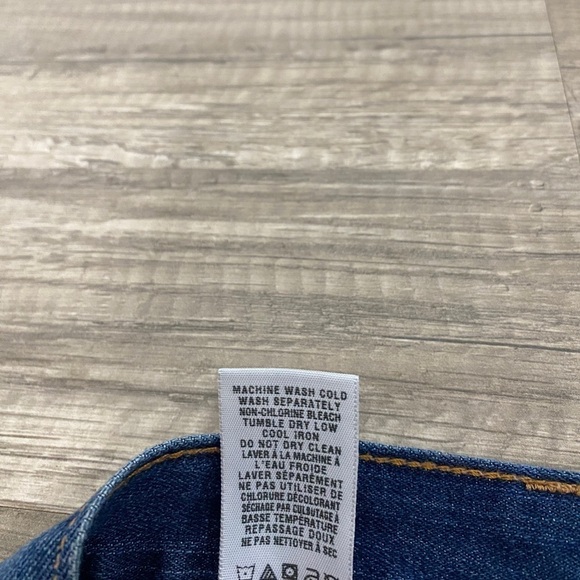 MACHINE WASH COLD
WASH SEPARATELY
NON-CHLORINE BLEACH
TUMBLE DRY LOW
COOL IRON
DO NOT DRY CLEAN
LAVER À LA MACHINE À
L'EAU FROIDE
LAVER SÉPARÉMENT
NE PAS UTILISER DE
CHLORURE DÉCOLORANT
SÉCHAGE PAR CULBUTAGE À
BASSE TEMPÉRATURE
REPASSAGE DOUX
NE PAS NETTOYER À SEC